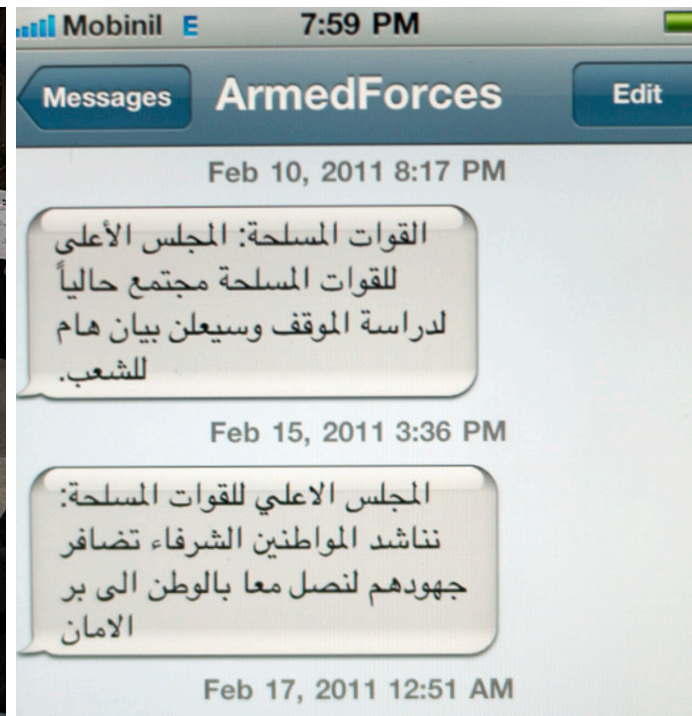 Mobinil E 7:59 PM
Messages ArmedForces Edit
Feb 10, 2011 8:17 PM
القوات المسلحة: المجلس الأعلى
للقوات المسلحة مجتمع حالياً
لدراسة الموقف وسيعلن بيان هام
للشعب.
Feb 15, 2011 3:36 PM
المجلس الاعلي للقوات المسلحة:
نناشد المواطنين الشرفاء تضافر
جهودهم لنصل معا بالوطن الى بر
الامان
Feb 17, 2011 12:51 AM